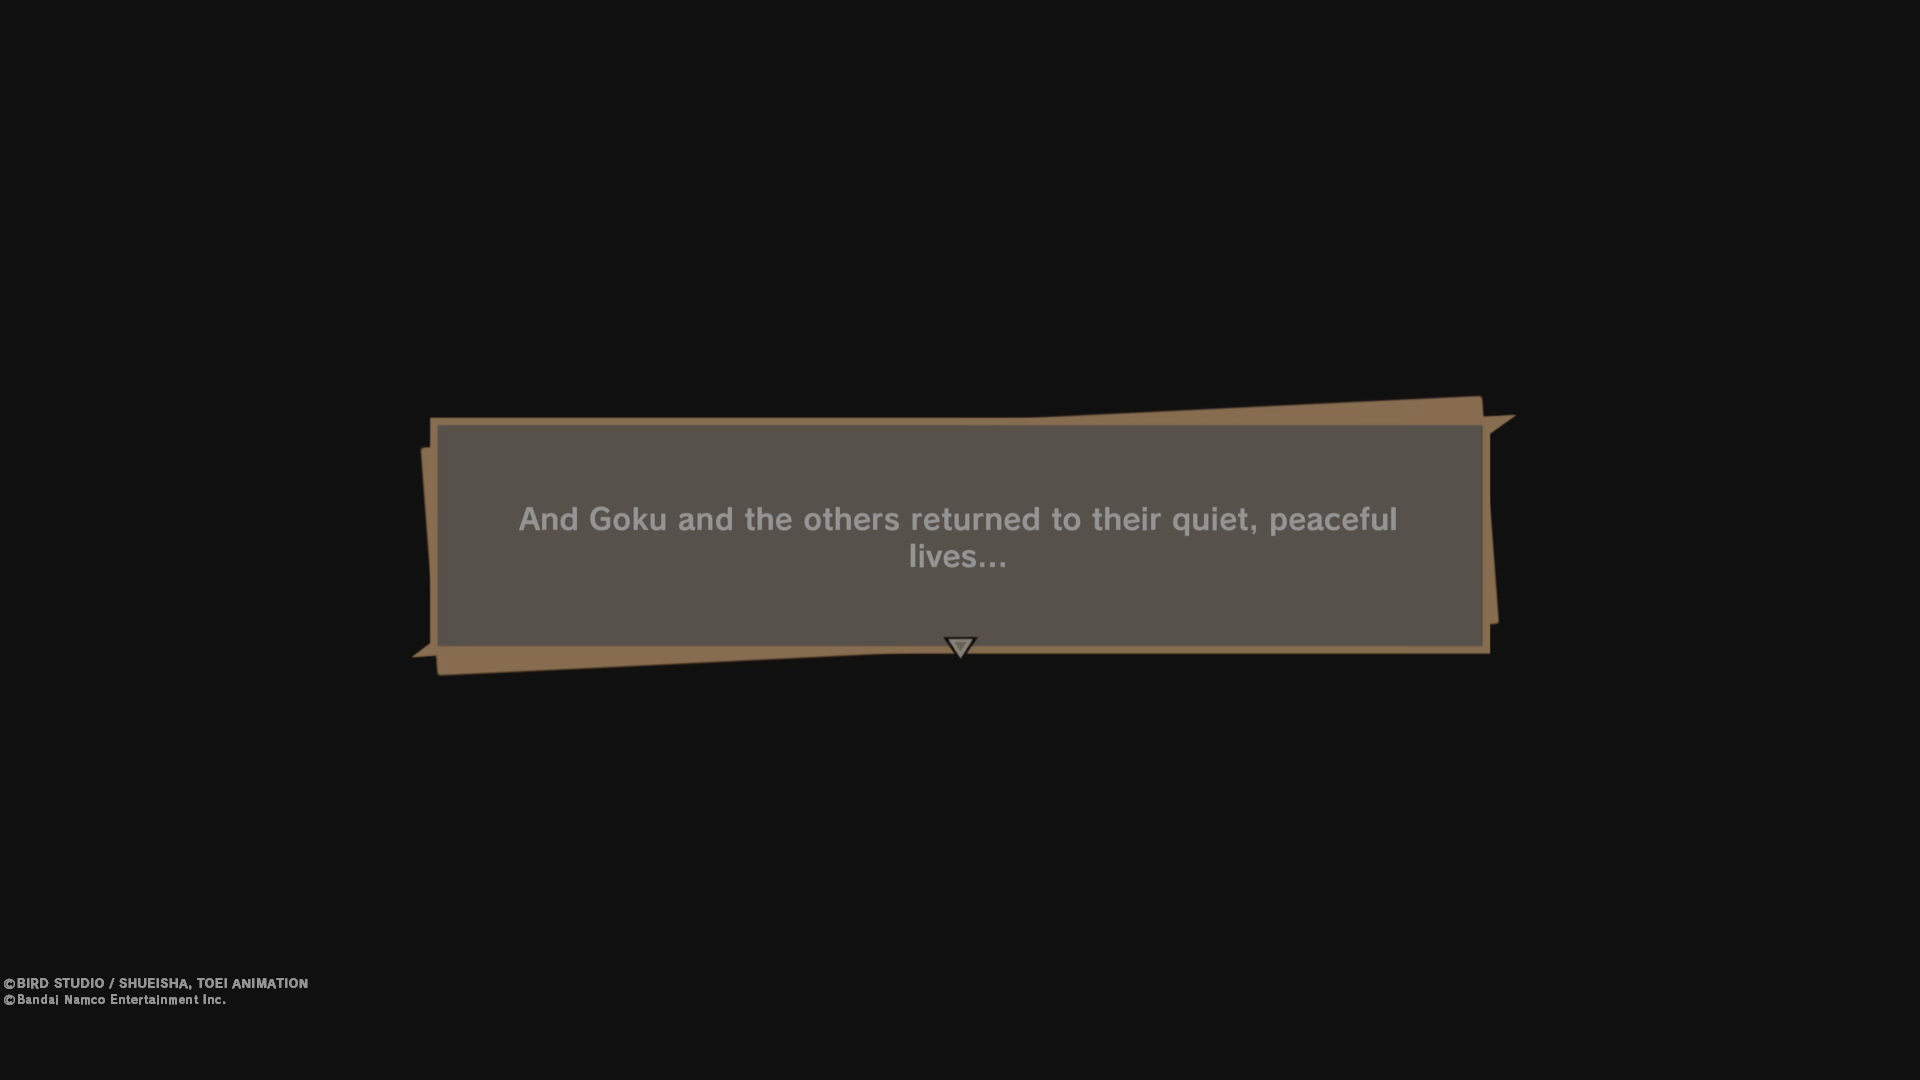 And Goku and the others returned to their quiet, peaceful
lives...
©BIRD STUDIO / SHUEISHA, TOEI ANIMATION
©Bandai Namco Entertainment Inc.